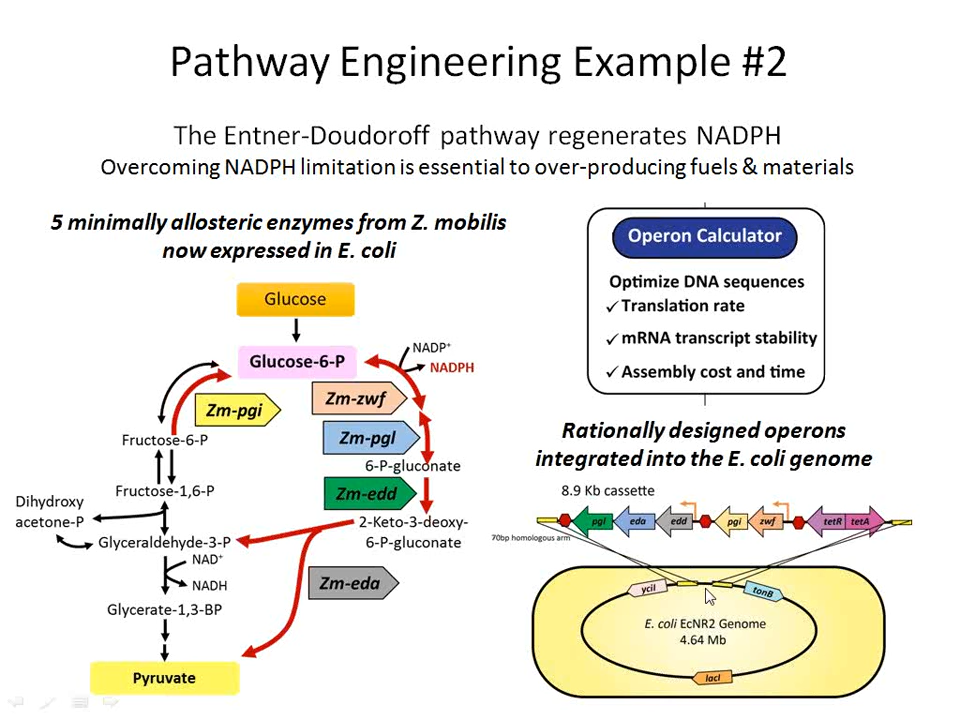 Pathway Engineering Example #2
The Entner-Doudoroff pathway regenerates NADPH
Overcoming NADPH limitation is essential to over-producing fuels & materials
5 minimally allosteric enzymes from Z. mobilis
now expressed in E. coli
Glucose
Glucose-6-P
NADP+
NADPH
Zm-pgi
Zm-zwf
Zm-pgl
Fructose-6-P
6-P-gluconate
Zm-edd
Fructose-1,6-P
Dihydroxy
acetone-P
2-Keto-3-deoxy-
6-P-gluconate
Glyceraldehyde-3-P
NAD+
NADH
Zm-eda
Glycerate-1,3-BP
Pyruvate
Operon Calculator
Optimize DNA sequences
✓ Translation rate
✓ mRNA transcript stability
✓ Assembly cost and time
Rationally designed operons
integrated into the E. coli genome
8.9 Kb cassette
pgl eda edd pgi zwf tetR tetA
70bp homologous arm
yciI tonB
E. coli EcNR2 Genome
4.64 Mb
lacI